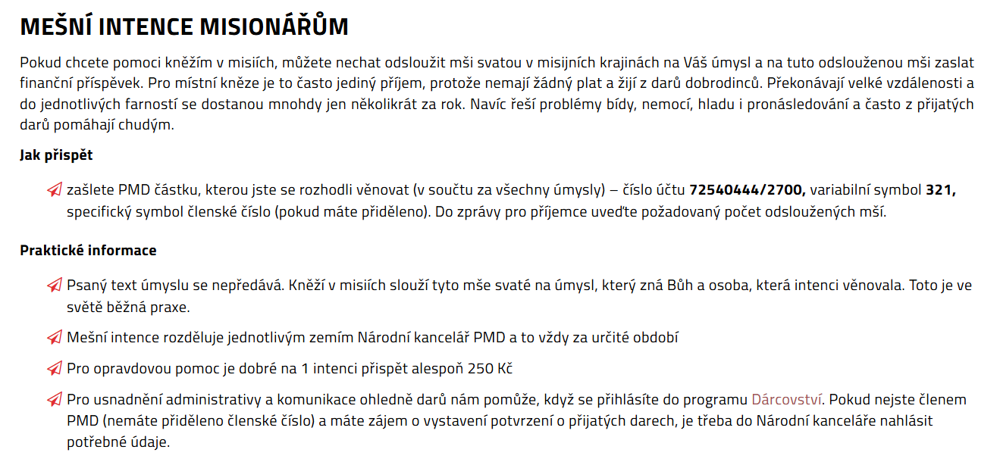 MEŠNÍ INTENCE MISIONÁŘŮM
Pokud chcete pomoci kněžím v misiích, můžete nechat odsloužit mši svatou v misijních krajinách na Váš úmysl a na tuto odslouženou mši zaslat
finanční příspěvek. Pro místní kněze je to často jediný příjem, protože nemají žádný plat a žijí z darů dobrodinců. Překonávají velké vzdálenosti a
do jednotlivých farností se dostanou mnohdy jen několikrát za rok. Navíc řeší problémy bídy, nemocí, hladu i pronásledování a často z přijatých
darů pomáhají chudým.
Jak přispět
zašlete PMD částku, kterou jste se rozhodli věnovat (v součtu za všechny úmysly) – číslo účtu 72540444/2700, variabilní symbol 321,
specifický symbol členské číslo (pokud máte přiděleno). Do zprávy pro příjemce uveďte požadovaný počet odsloužených mší.
Praktické informace
Psaný text úmyslu se nepředává. Kněží v misiích slouží tyto mše svaté na úmysl, který zná Bůh a osoba, která intenci věnovala. Toto je ve
světě běžná praxe.
Mešní intence rozděluje jednotlivým zemím Národní kancelář PMD a to vždy za určité období
Pro opravdovou pomoc je dobré na 1 intenci přispět alespoň 250 Kč
Pro usnadnění administrativy a komunikace ohledně darů nám pomůže, když se přihlásíte do programu Dárcovství. Pokud nejste členem
PMD (nemáte přiděleno členské číslo) a máte zájem o vystavení potvrzení o přijatých darech, je třeba do Národní kanceláře nahlásit
potřebné údaje.